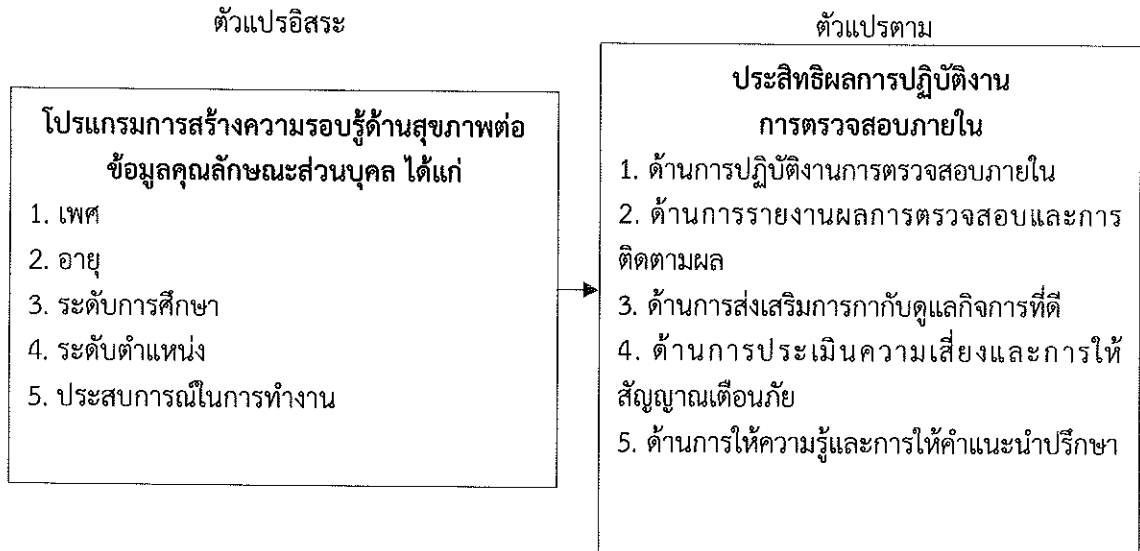 ตัวแปรอิสระ
โปรแกรมการสร้างความรอบรู้ด้านสุขภาพต่อ
ข้อมูลคุณลักษณะส่วนบุคล ได้แก่
1. เพศ
2. อายุ
3. ระดับการศึกษา
4. ระดับตำแหน่ง
5. ประสบการณ์ในการทำงาน
ตัวแปรตาม
ประสิทธิผลการปฏิบัติงาน
การตรวจสอบภายใน
1. ด้านการปฏิบัติงานการตรวจสอบภายใน
2. ด้านการรายงานผลการตรวจสอบและการ
ติดตามผล
3. ด้านการส่งเสริมการกากับดูแลกิจการที่ดี
4. ด้านการประเมินความเสี่ยงและการให้
สัญญาณเตือนภัย
5. ด้านการให้ความรู้และการให้คำแนะนำปรึกษา